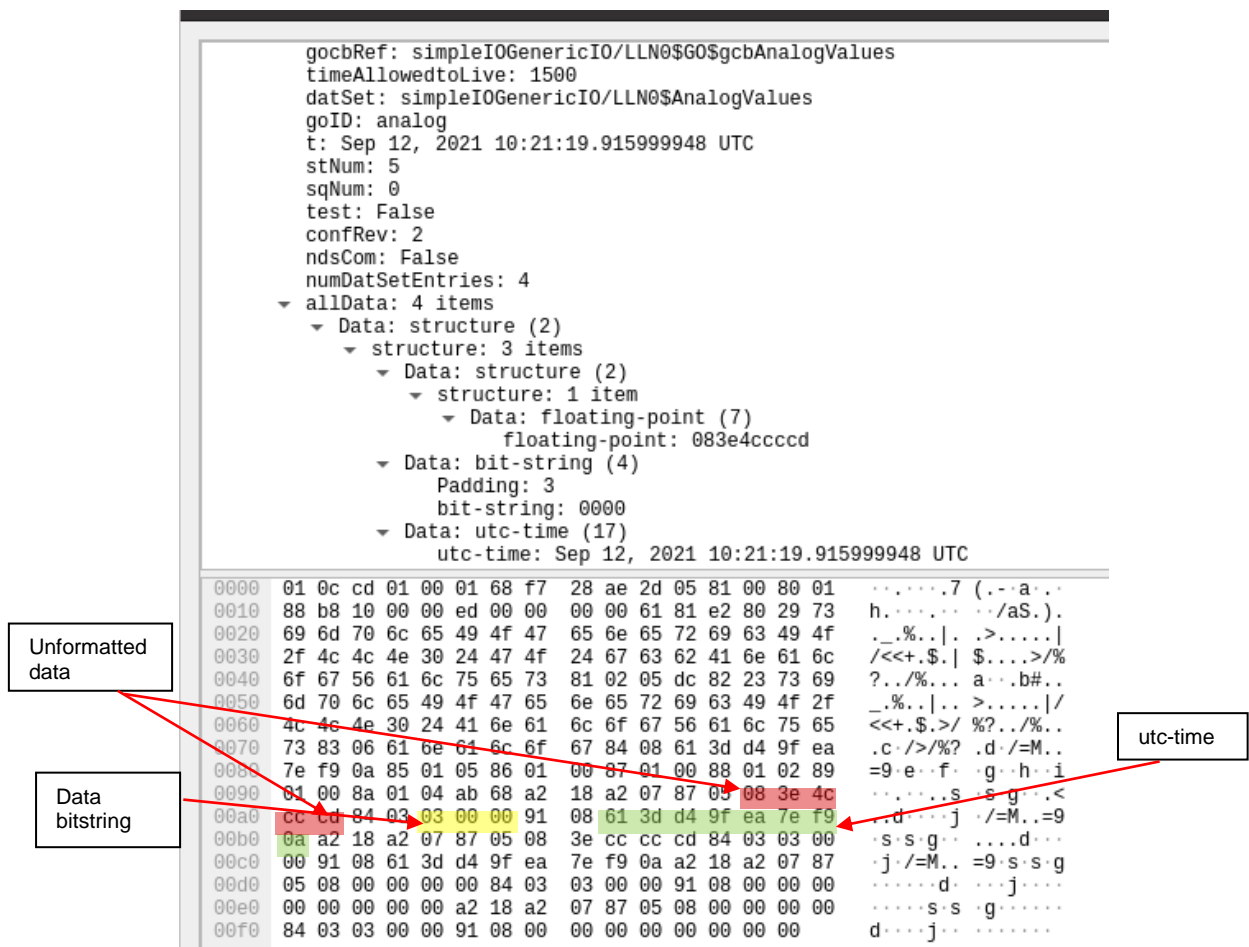 gocbRef: simpleIOGenericIO/LLN0$GO$gcbAnalogValues
timeAllowedtoLive: 1500
datSet: simpleIOGenericIO/LLN0$AnalogValues
goID: analog
t: Sep 12, 2021 10:21:19.915999948 UTC
stNum: 5
sqNum: 0
test: False
confRev: 2
ndsCom: False
numDatSetEntries: 4
allData: 4 items
Data: structure (2)
structure: 3 items
Data: structure (2)
structure: 1 item
Data: floating-point (7)
floating-point: 083e4ccccd
Data: bit-string (4)
Padding: 3
bit-string: 0000
Data: utc-time (17)
utc-time: Sep 12, 2021 10:21:19.915999948 UTC
0000 01 0c cd 01 00 01 68 f7 28 ae 2d 05 81 00 80 01 ··.····.7 (.-·a·.·
0010 88 b8 10 00 00 00 ed 00 00 00 00 61 81 e2 80 29 73 h.····.·· ··/aS.).
0020 69 6d 70 6c 65 49 4f 47 65 6e 65 72 69 63 49 4f ._.%..|. .>.....|
0030 2f 4c 4c 4e 30 24 47 4f 24 67 63 62 41 6e 61 6c /<<+.$.| $....>/%
0040 6f 67 56 61 6c 75 65 73 81 02 05 dc 82 23 73 69 ?../%... a··.b#..
0050 6d 70 6c 65 49 4f 47 65 6e 65 72 69 63 49 4f 2f _.%..|.. >.....|/
0060 4c 4c 4e 30 24 41 6e 61 6c 6f 67 56 61 6c 75 65 <<+.$.>/ %?../%..
0070 73 83 06 61 6e 61 6c 6f 67 84 08 61 3d d4 9f ea .c·/>/%? .d·/=M..
0080 7e f9 0a 85 01 05 86 01 00 87 01 00 88 01 02 89 =9·e··f· ·g··h··i
0090 01 00 8a 01 04 ab 68 a2 18 a2 07 87 05 08 3e 4c ··.··..s ·s·g··.<
00a0 cc cd 84 03 03 00 00 91 08 61 3d d4 9f ea 7e f9 ..d····j ·/=M..=9
00b0 0a a2 18 a2 07 87 05 08 3e cc cc cd 84 03 03 00 ·s·s·g·· ....d···
00c0 00 91 08 61 3d d4 9f ea 7e f9 0a a2 18 a2 07 87 ·j·/=M.. =9·s·s·g
00d0 05 08 00 00 00 00 84 03 03 00 00 91 08 00 00 00 ······d· ···j····
00e0 00 00 00 00 00 a2 18 a2 07 87 05 08 00 00 00 00 ·····s·s ·g······
00f0 84 03 03 00 00 91 08 00 00 00 00 00 00 00 00 d····j·· ·······
Unformatted
data
Data
bitstring
utc-time